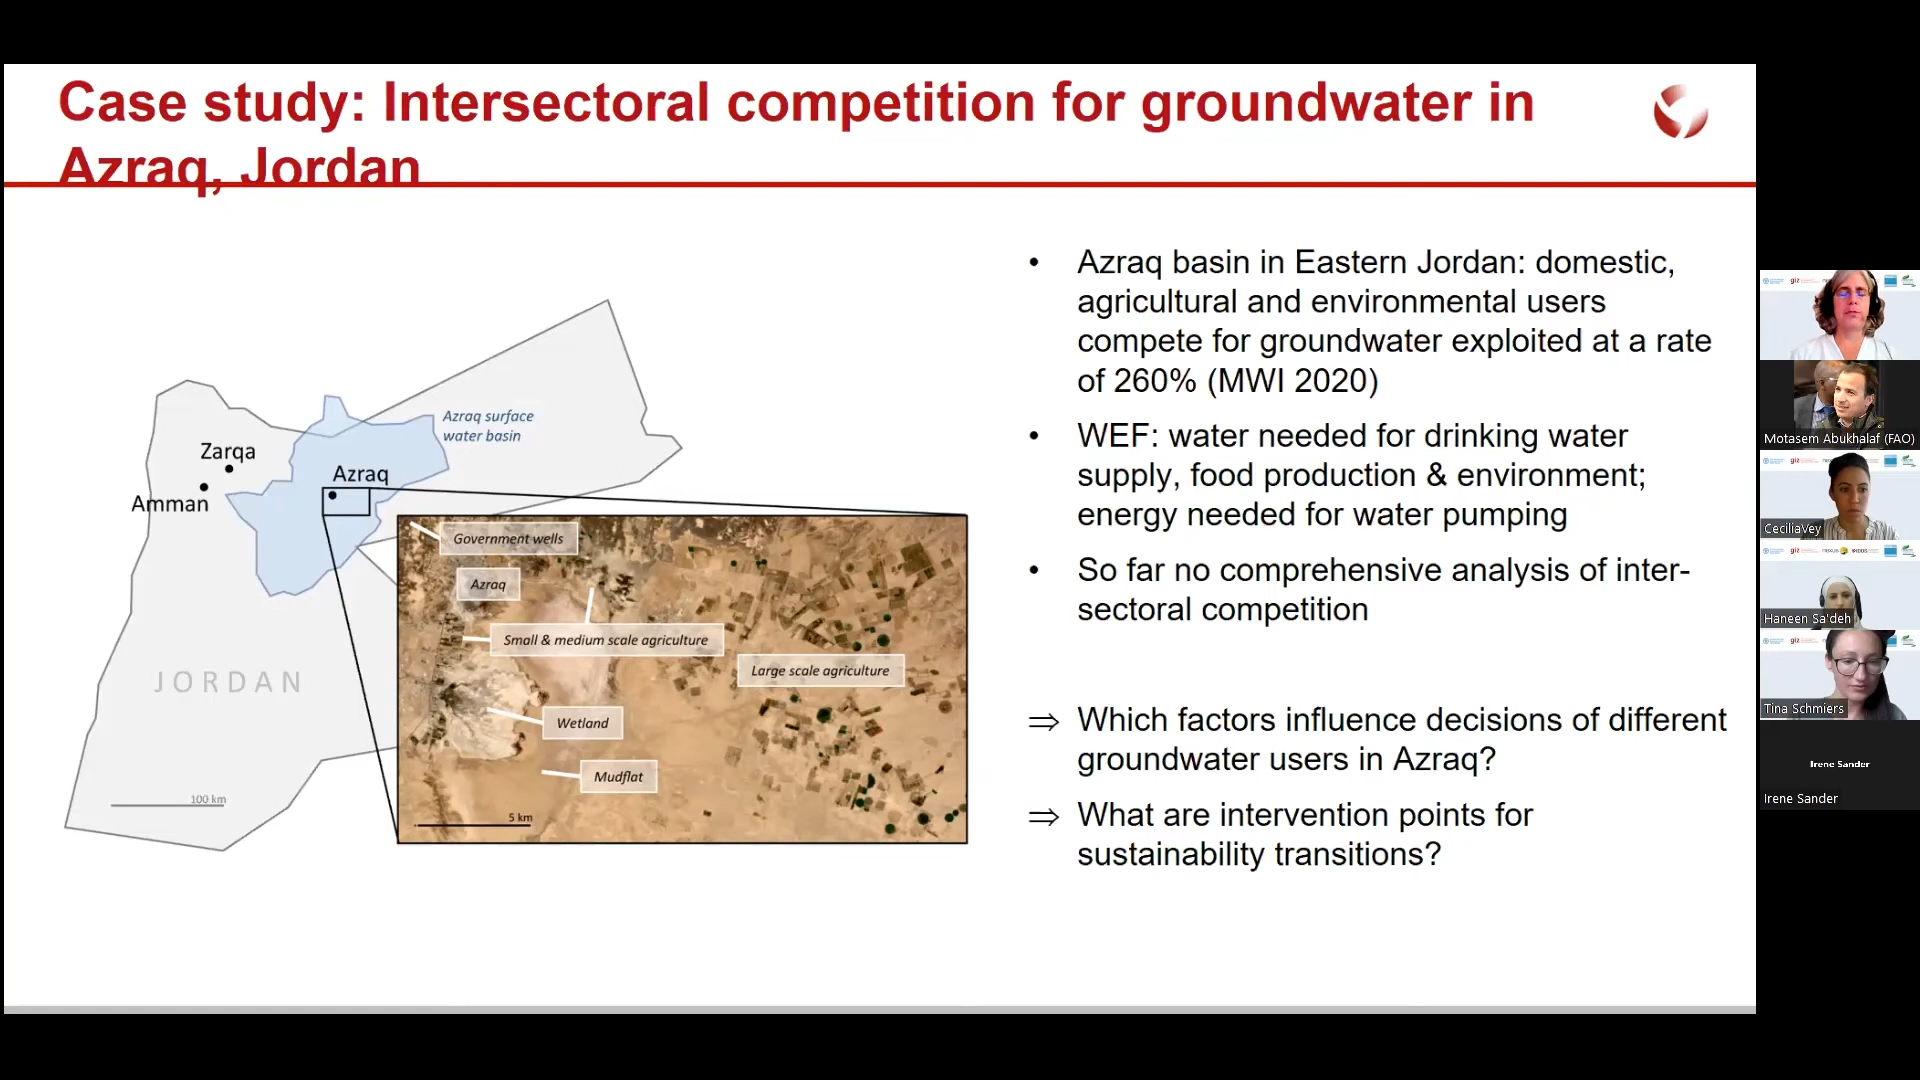 Case study: Intersectoral competition for groundwater in
Azraq, Jordan
Azraq surface
water basin
Zarqa
Azraq
Amman
JORDAN
100 km
Government wells
Azraq
Small & medium scale agriculture
Large scale agriculture
Wetland
Mudflat
5 km
• Azraq basin in Eastern Jordan: domestic,
agricultural and environmental users
compete for groundwater exploited at a rate
of 260% (MWI 2020)
• WEF: water needed for drinking water
supply, food production & environment;
energy needed for water pumping
• So far no comprehensive analysis of inter-
sectoral competition
⇒ Which factors influence decisions of different
groundwater users in Azraq?
⇒ What are intervention points for
sustainability transitions?
giz
Motasem Abukhalaf (FAO)
giz
CeciliaVey
giz
nexus
Haneen Sa'deh
giz
Tina Schmiers
Irene Sander
Irene Sander